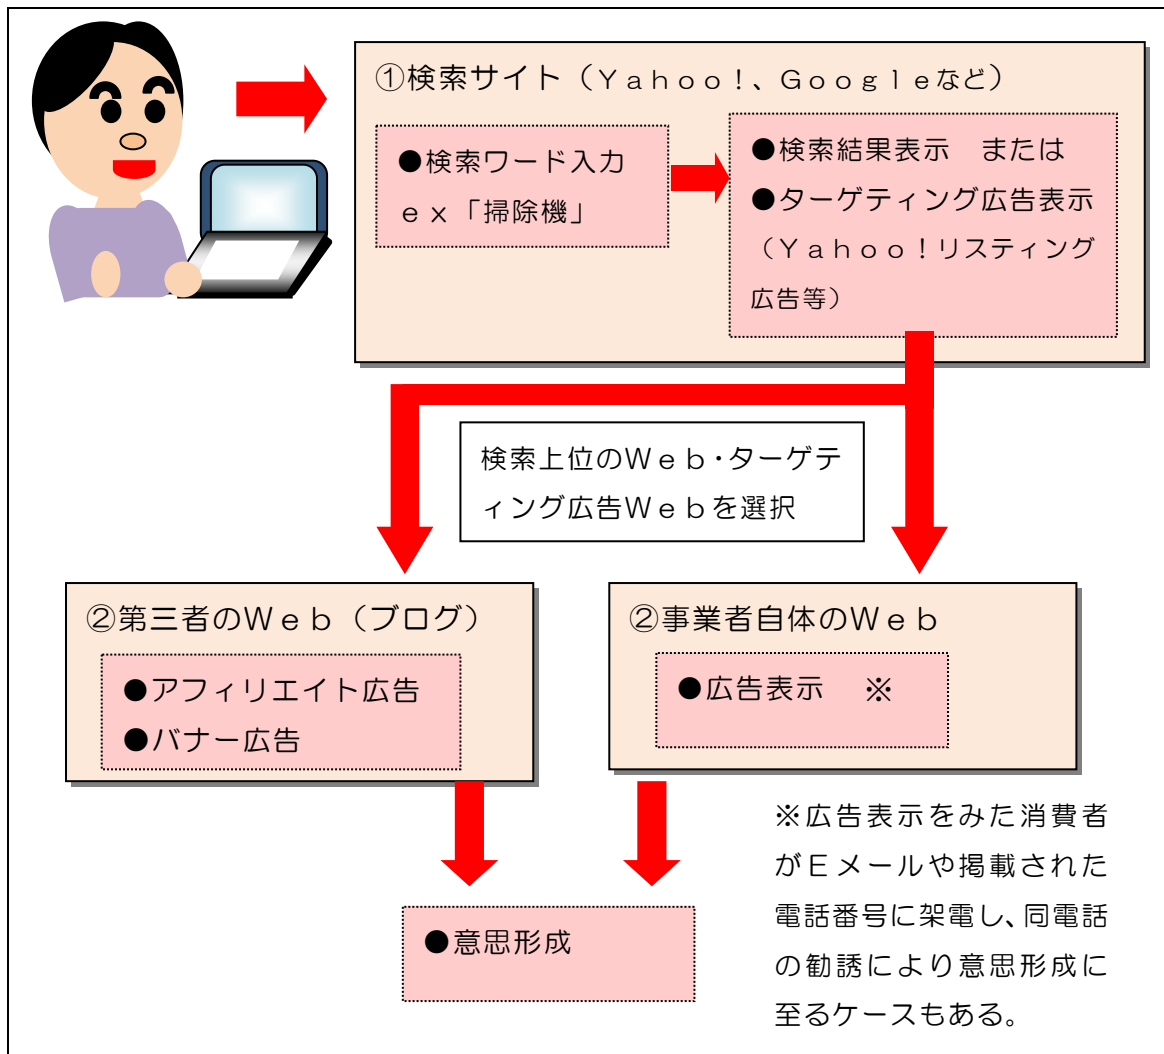 ①検索サイト（Ｙａｈｏｏ！、Ｇｏｏｇｌｅなど）
●検索ワード入力
ｅｘ「掃除機」
●検索結果表示　または
●ターゲティング広告表示
（Ｙａｈｏｏ！リスティング
広告等）
検索上位のＷｅｂ・ターゲテ
ィング広告Ｗｅｂを選択
②第三者のＷｅｂ（ブログ）
●アフィリエイト広告
●バナー広告
②事業者自体のＷｅｂ
●広告表示　※
●意思形成
※広告表示をみた消費者
がＥメールや掲載された
電話番号に架電し、同電話
の勧誘により意思形成に
至るケースもある。